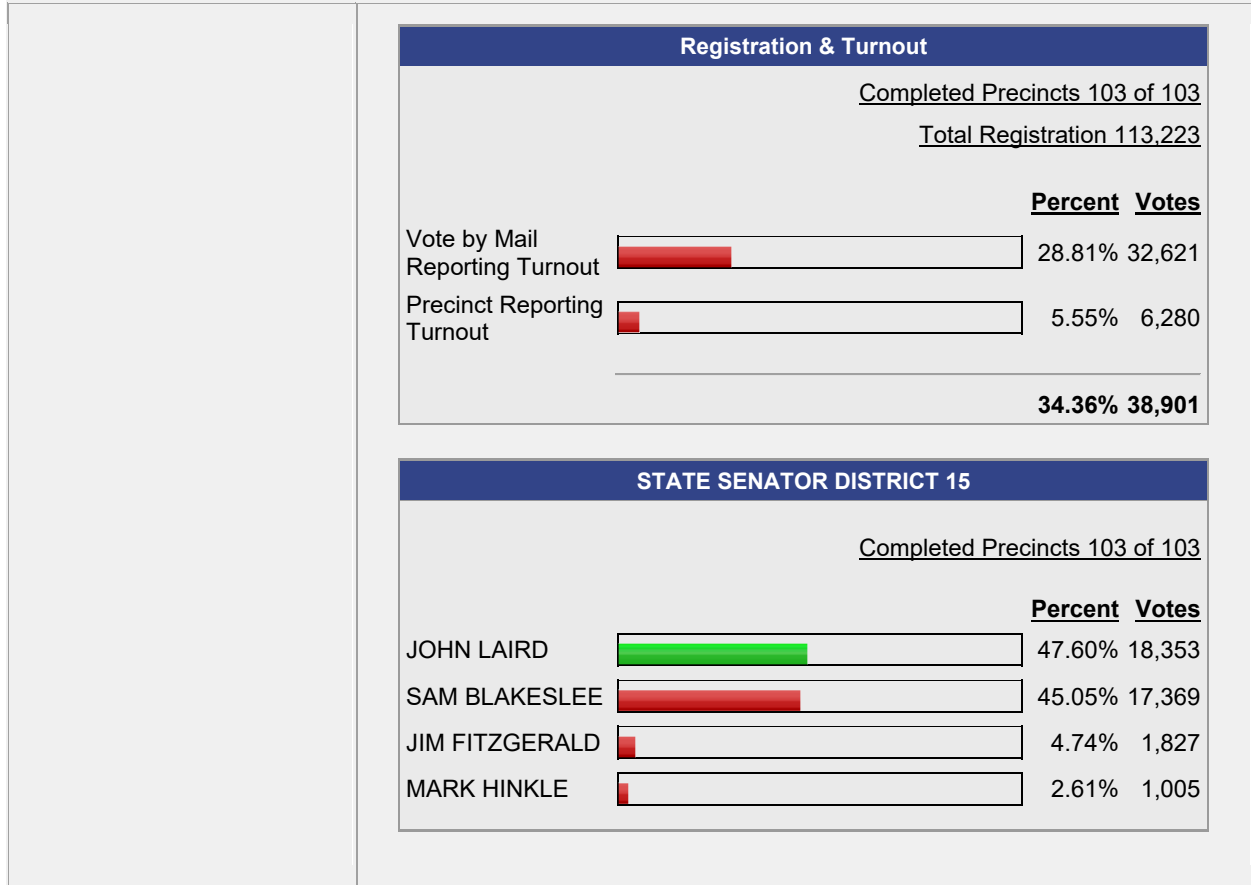 Registration & Turnout
Completed Precincts 103 of 103
Total Registration 113,223
Percent Votes
Vote by Mail
Reporting Turnout 28.81% 32,621
Precinct Reporting
Turnout 5.55% 6,280
34.36% 38,901
STATE SENATOR DISTRICT 15
Completed Precincts 103 of 103
Percent Votes
JOHN LAIRD 47.60% 18,353
SAM BLAKESLEE 45.05% 17,369
JIM FITZGERALD 4.74% 1,827
MARK HINKLE 2.61% 1,005